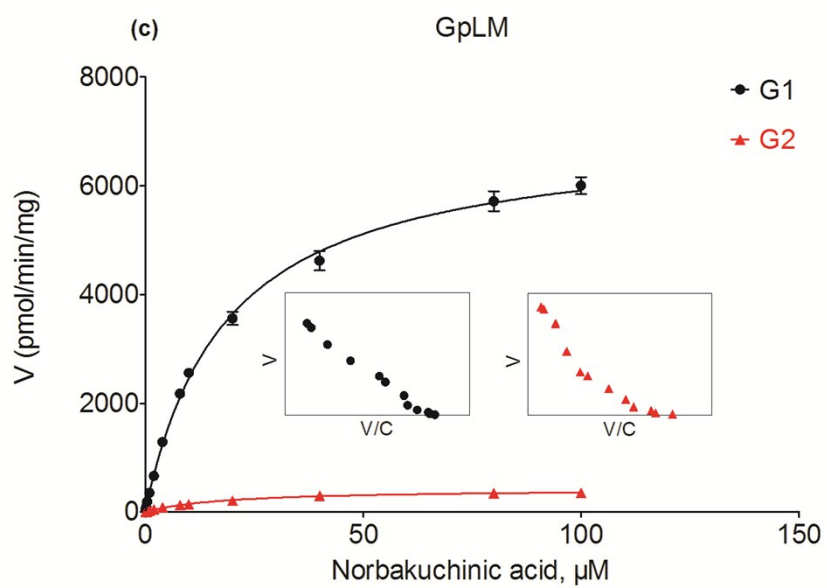 (c)
GpLM
8000
6000
4000
2000
0
V (pmol/min/mg)
G1
G2
V
V/C
V
V/C
0
50
100
150
Norbakuchinic acid, μM